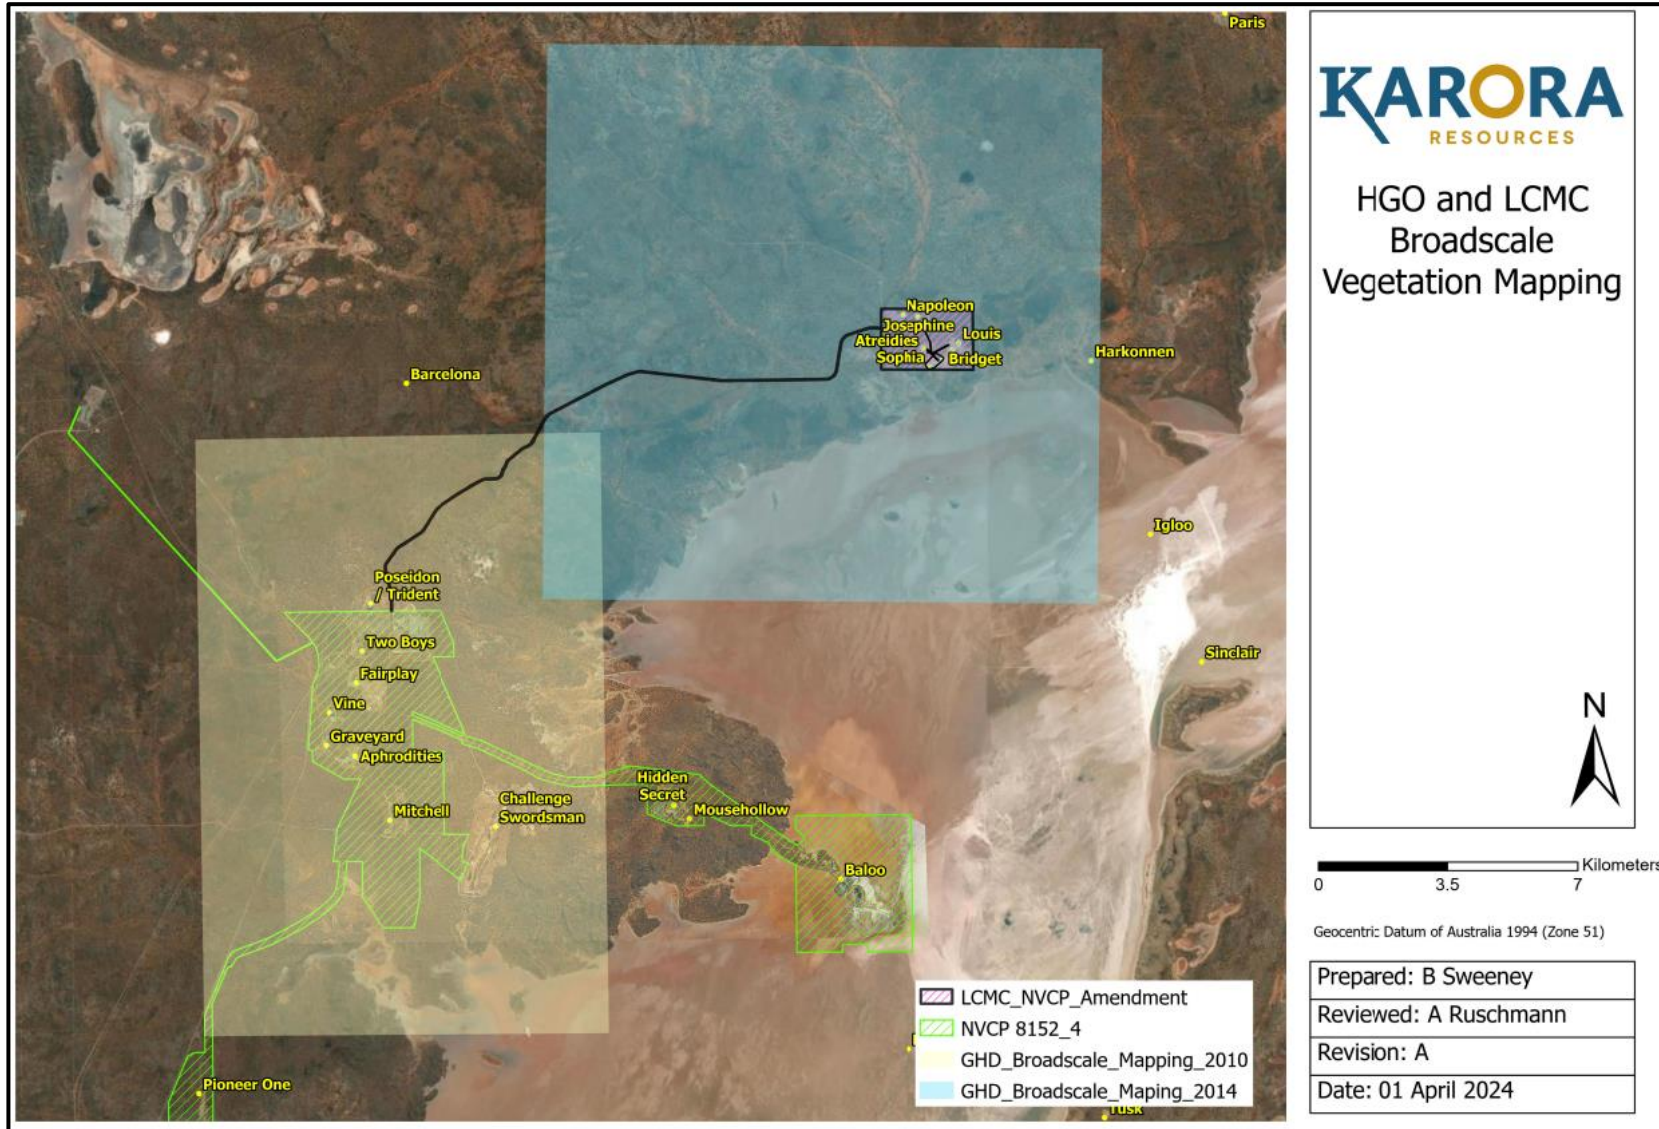 Paris
KARORA
RESOURCES
HGO and LCMC
Broadscale
Vegetation Mapping
Napoleon
Josephine
Louis
Atreidies
Sophia
Bridget
Harkonnen
Barcelona
Igloo
Poseidon
/ Trident
Two Boys
Sinclair
Fairplay
Vine
N
Graveyard
Aphrodities
Hidden
Secret
Challenge
Swordsman
Mitchell
Mousehollow
Baloo
Kilometers
0 3.5 7
Geocentric Datum of Australia 1994 (Zone 51)
Prepared: B Sweeney
Reviewed: A Ruschmann
Revision: A
Date: 01 April 2024
LCMC_NVCP_Amendment
NVCP 8152_4
GHD_Broadscale_Mapping_2010
GHD_Broadscale_Maping_2014
Pioneer One
Tusk